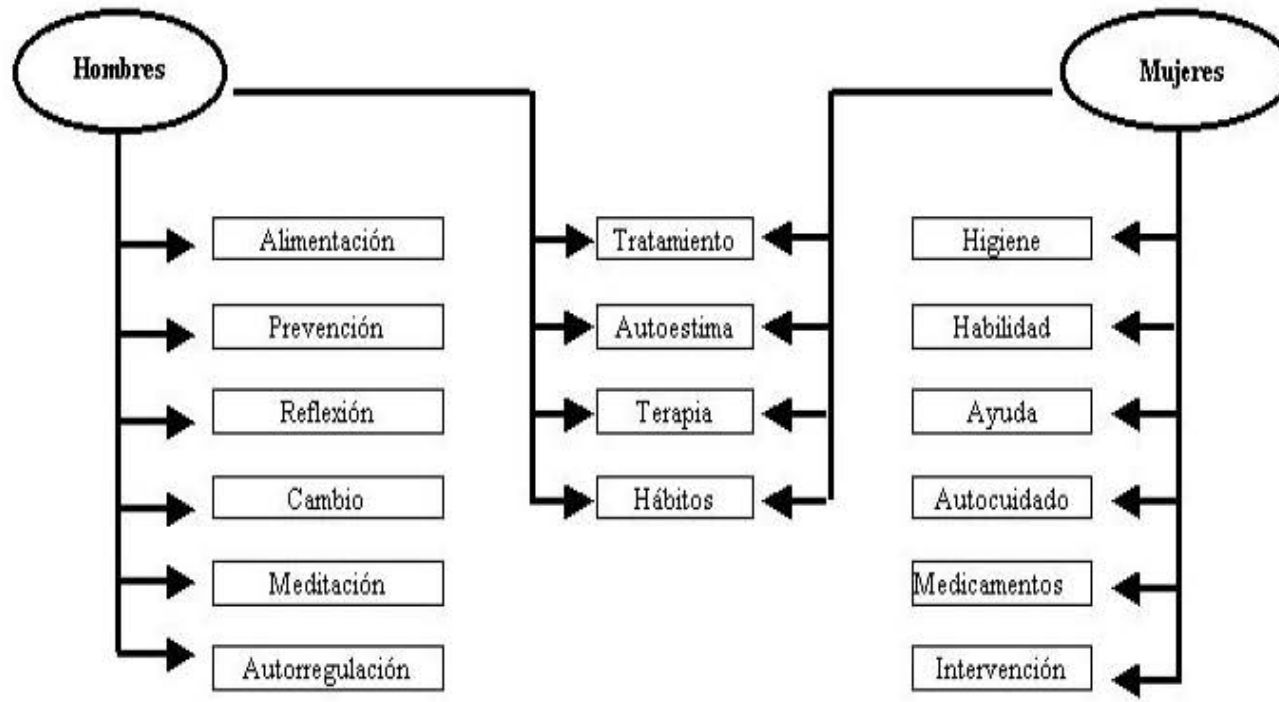 Hombres
Mujeres
Alimentación
Tratamiento
Higiene
Prevención
Autoestima
Habilidad
Reflexión
Terapia
Ayuda
Cambio
Hábitos
Autocuidado
Meditación
Medicamentos
Autorregulación
Intervención